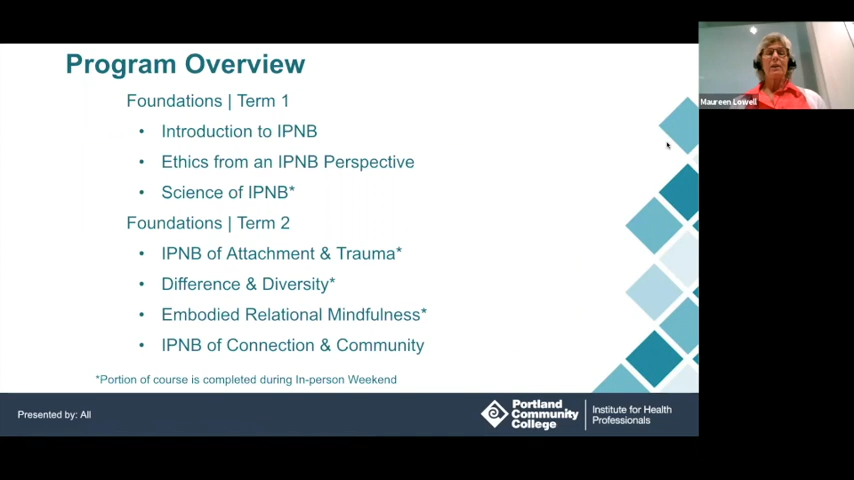 Program Overview
Foundations | Term 1
• Introduction to IPNB
• Ethics from an IPNB Perspective
• Science of IPNB*
Foundations | Term 2
• IPNB of Attachment & Trauma*
• Difference & Diversity*
• Embodied Relational Mindfulness*
• IPNB of Connection & Community
*Portion of course is completed during In-person Weekend
Presented by: All
Portland
Community
College
Institute for Health
Professionals
Maureen Lowell